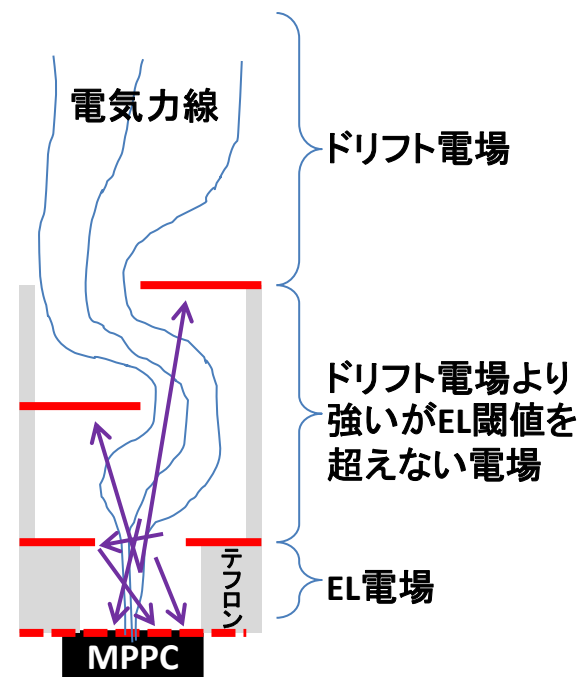 電気力線
ドリフト電場
ドリフト電場より
強いがEL閾値を
超えない電場
テフロン
EL電場
MPPC